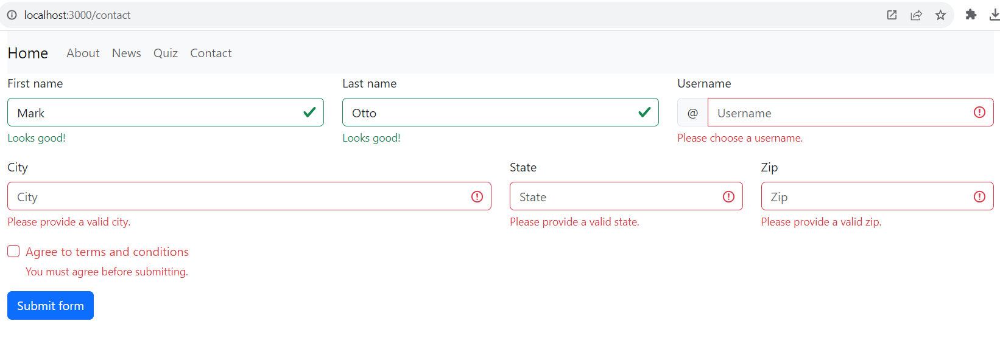 localhost:3000/contact
Home About News Quiz Contact
First name Last name Username
Mark Otto @ Username
Looks good! Looks good! Please choose a username.
City State Zip
City State Zip
Please provide a valid city. Please provide a valid state. Please provide a valid zip.
Agree to terms and conditions
You must agree before submitting.
Submit form